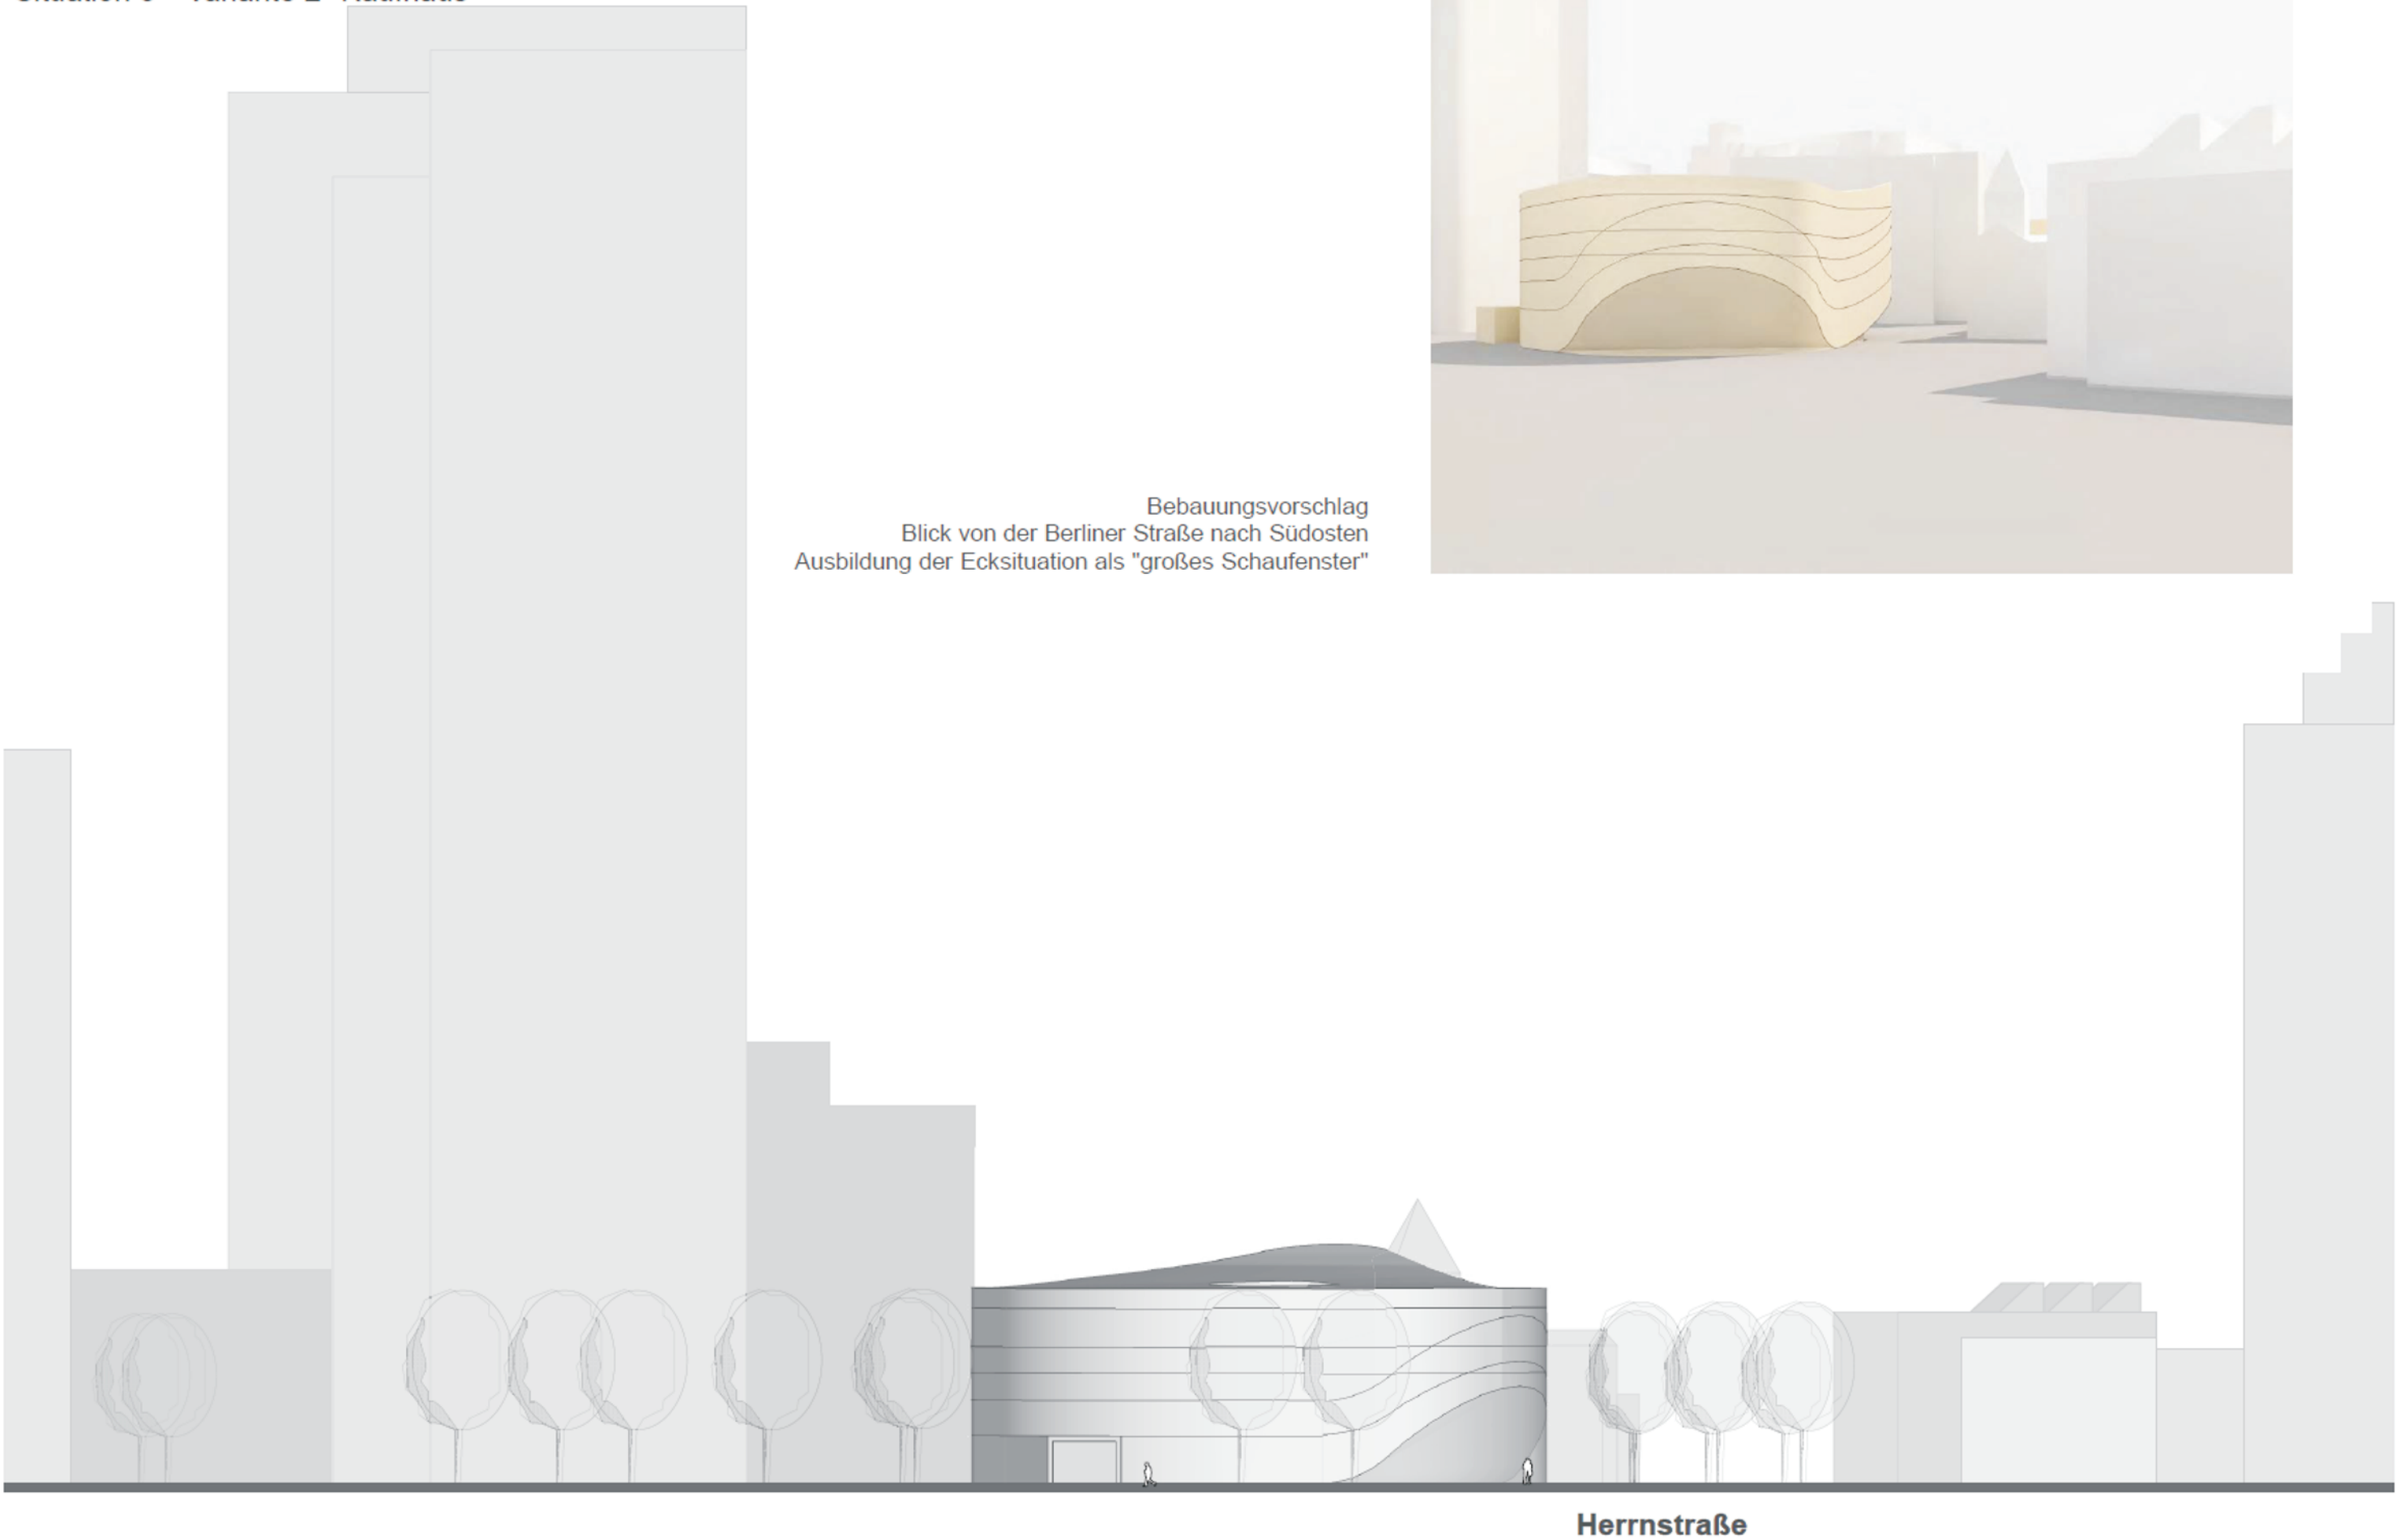 Bebauungsvorschlag
Blick von der Berliner Straße nach Südosten
Ausbildung der Ecksituation als "großes Schaufenster"
Herrnstraße